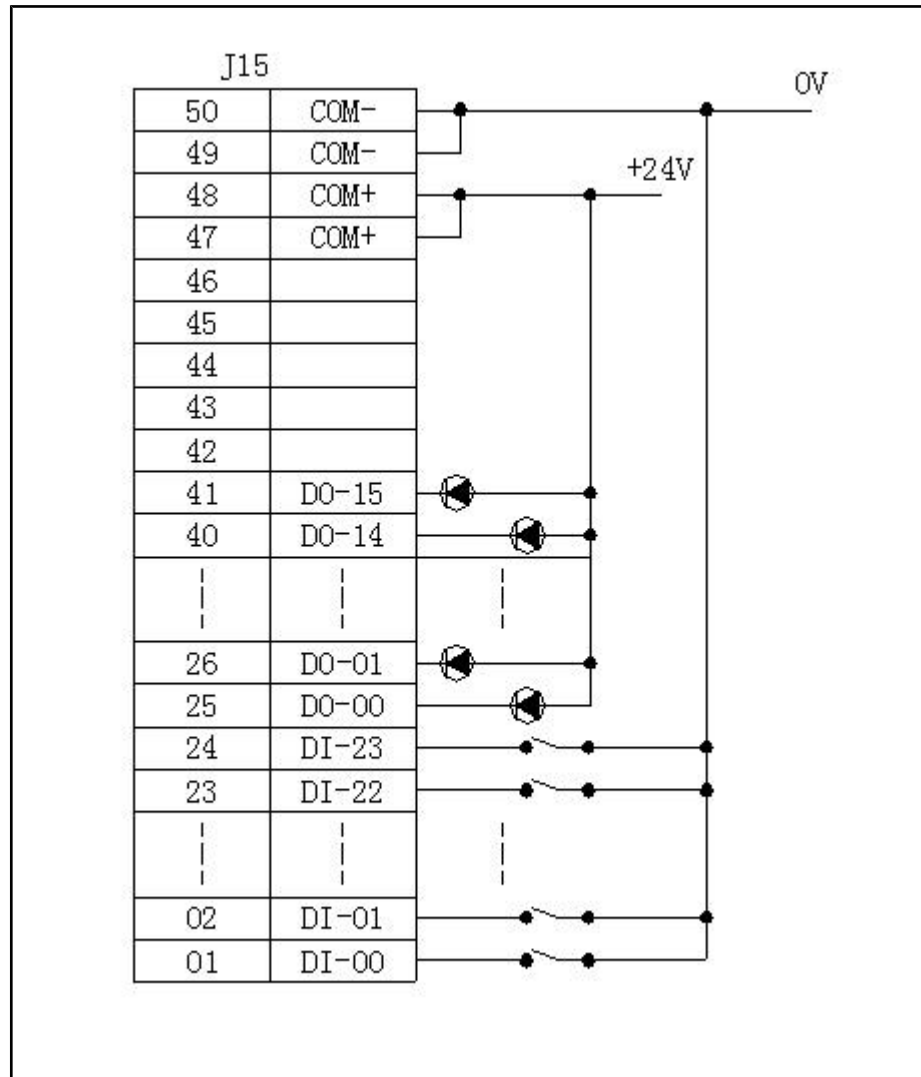 J15
0V
50 COM-
49 COM-
+24V
48 COM+
47 COM+
46
45
44
43
42
41 DO-15
40 DO-14
26 DO-01
25 DO-00
24 DI-23
23 DI-22
02 DI-01
01 DI-00